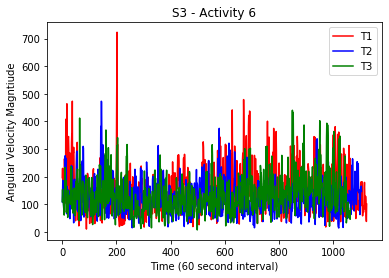 S3 - Activity 6
T1
T2
T3
Angular Velocity Magntiude
700
600
500
400
300
200
100
0
0 200 400 600 800 1000
Time (60 second interval)